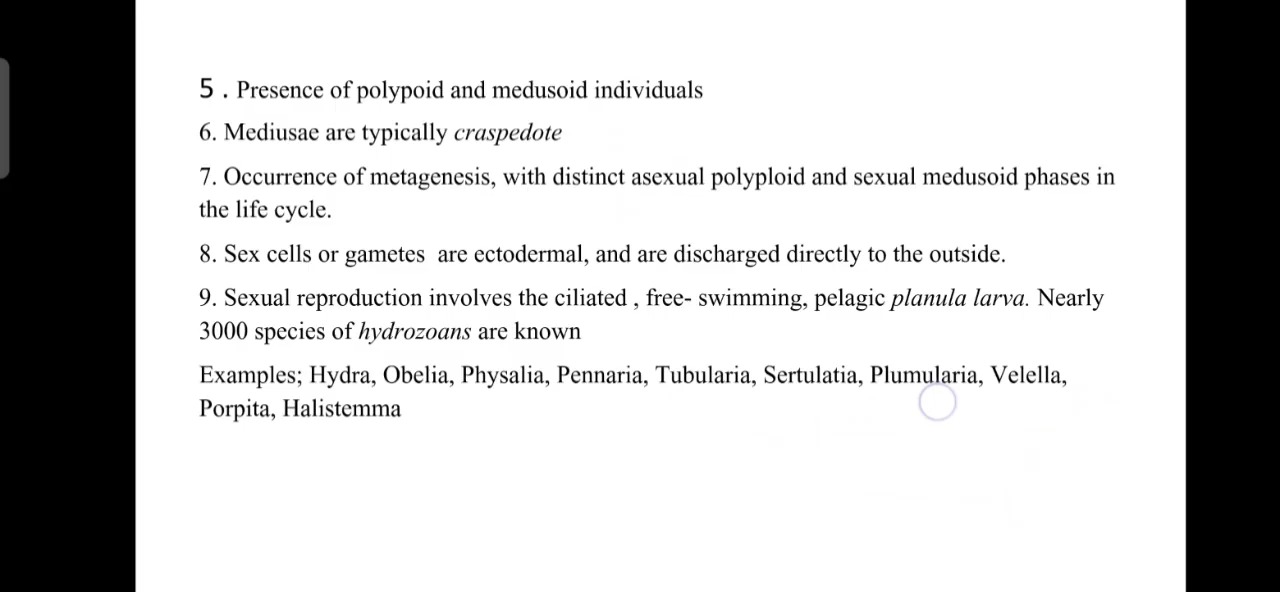 5 . Presence of polypoid and medusoid individuals
6. Mediusae are typically craspedote
7. Occurrence of metagenesis, with distinct asexual polyploid and sexual medusoid phases in
the life cycle.
8. Sex cells or gametes  are ectodermal, and are discharged directly to the outside.
9. Sexual reproduction involves the ciliated , free- swimming, pelagic planula larva. Nearly
3000 species of hydrozoans are known
Examples; Hydra, Obelia, Physalia, Pennaria, Tubularia, Sertulatia, Plumularia, Velella,
Porpita, Halistemma